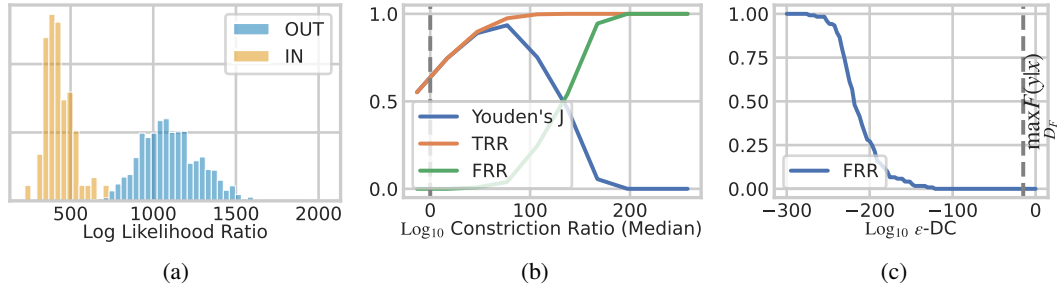 OUT
IN
500
1000
1500
2000
Log Likelihood Ratio
(a)
1.0
0.5
0.0
Youden's J
TRR
FRR
0
100
200
Log₁₀ Constriction Ratio (Median)
(b)
1.00
0.75
0.50
0.25
0.00
FRR
max F(y|x)
D_F
−300
−200
−100
0
Log₁₀ ε-DC
(c)